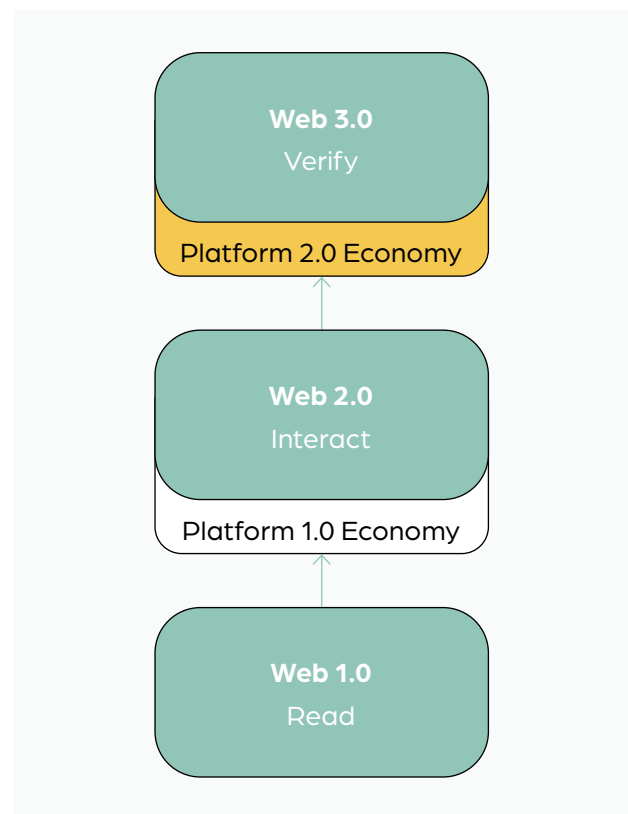 Web 3.0
Verify
Platform 2.0 Economy
Web 2.0
Interact
Platform 1.0 Economy
Web 1.0
Read